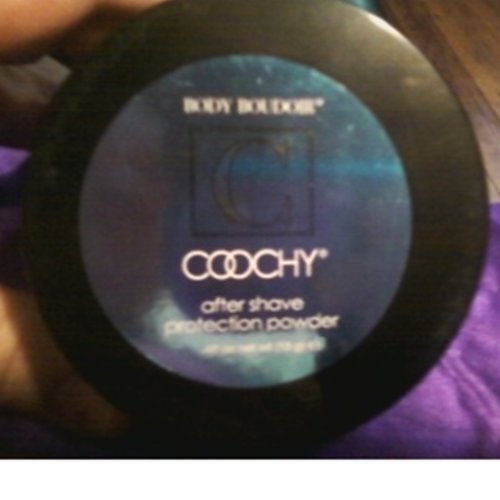 BODY BOUDOIR®
C
COOCHY®
after shave
protection powder